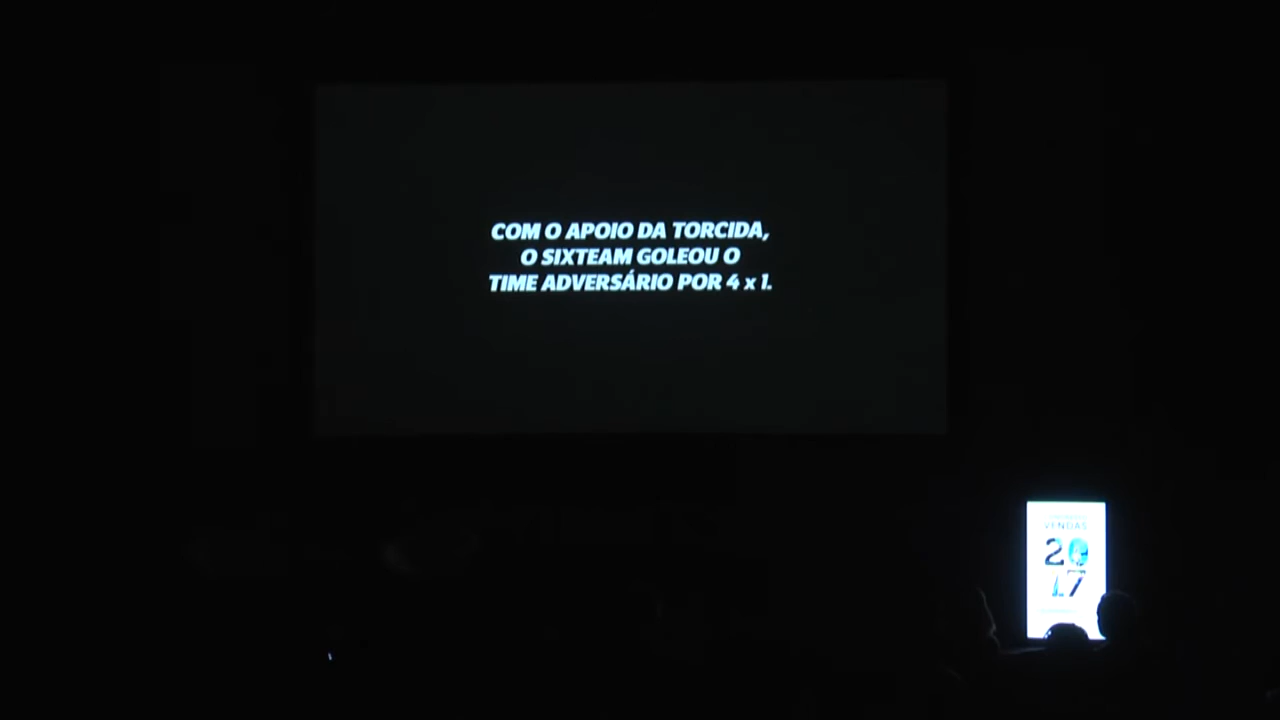 COM O APOIO DA TORCIDA,
O SIXTEAM GOLEOU O
TIME ADVERSÁRIO POR 4 x 1.
VENDAS
20
17